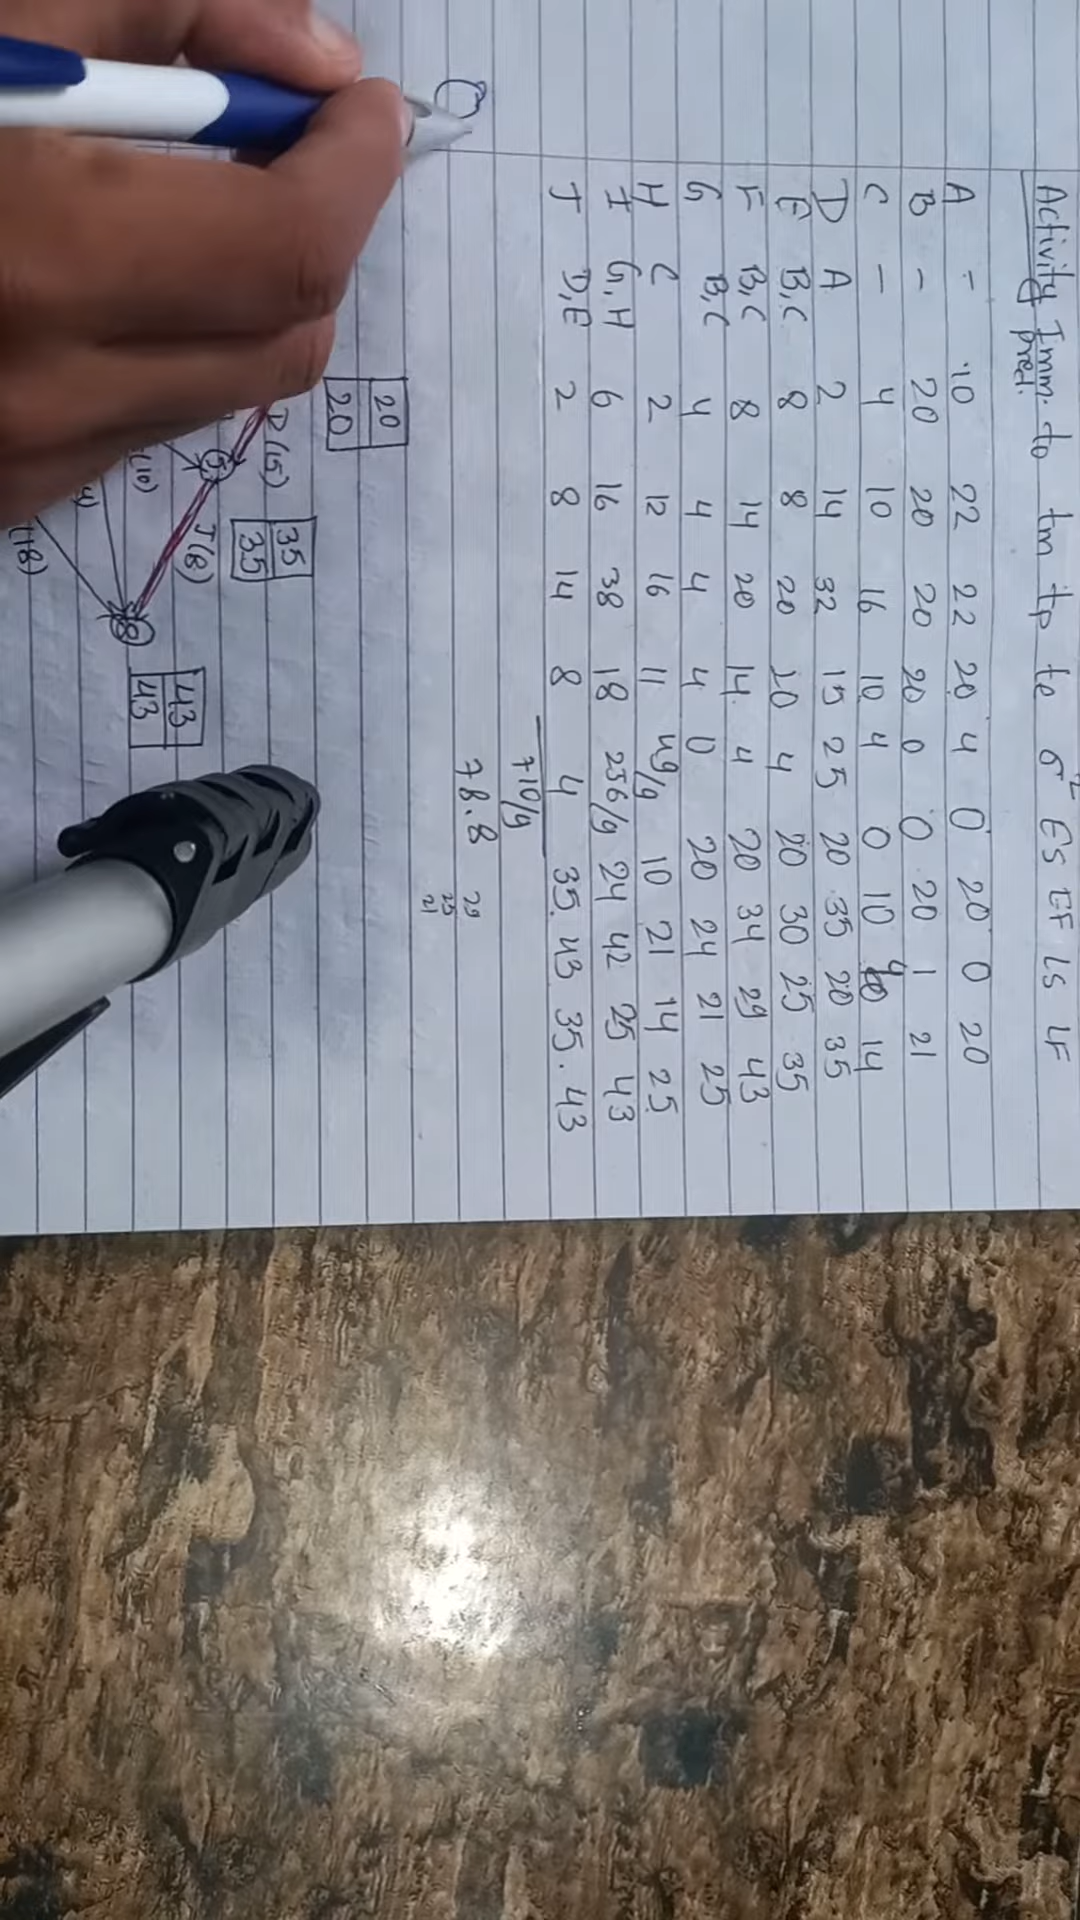 Activity Imm. to tm tp te σ² ES EF LS LF
pred.
A - 10 22 22 20 4 0 20 0 20
B - 20 20 20 20 0 0 20 1 21
C - 4 10 16 10 4 0 10 4 14
D A 2 14 32 15 25 20 35 20 35
E B,C 8 8 20 10 4 20 30 25 35
F B,C 8 14 20 14 4 20 34 29 43
G B,C 4 4 4 4 0 20 24 21 25
H C 2 12 16 11 49/9 10 21 14 25
I G,H 6 16 38 18 256/9 24 42 25 43
J D,E 2 8 14 8 4 35 43 35 43
710/9
78.8 29
25
21
20
20
D(15) 35
35
5 J(8)
(10) 43
43
8
(18)